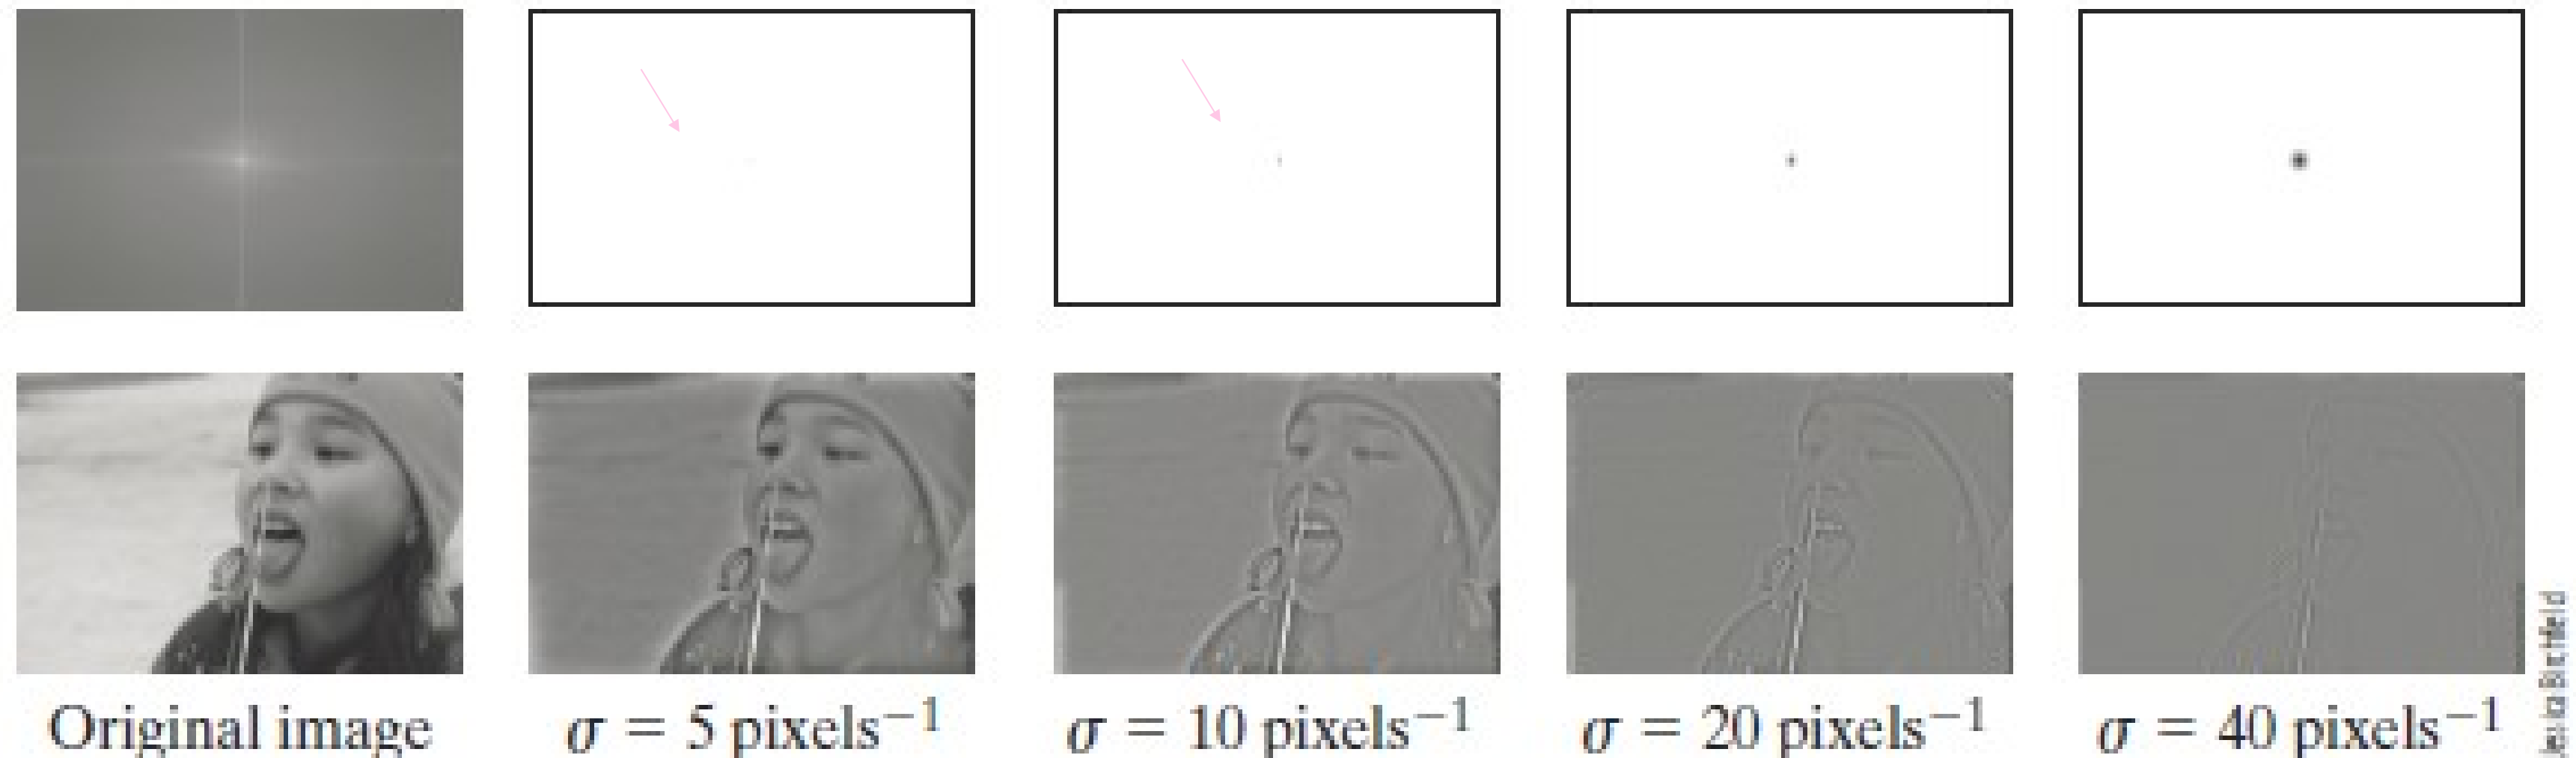 Original image
σ = 5 pixels⁻¹
σ = 10 pixels⁻¹
σ = 20 pixels⁻¹
σ = 40 pixels⁻¹